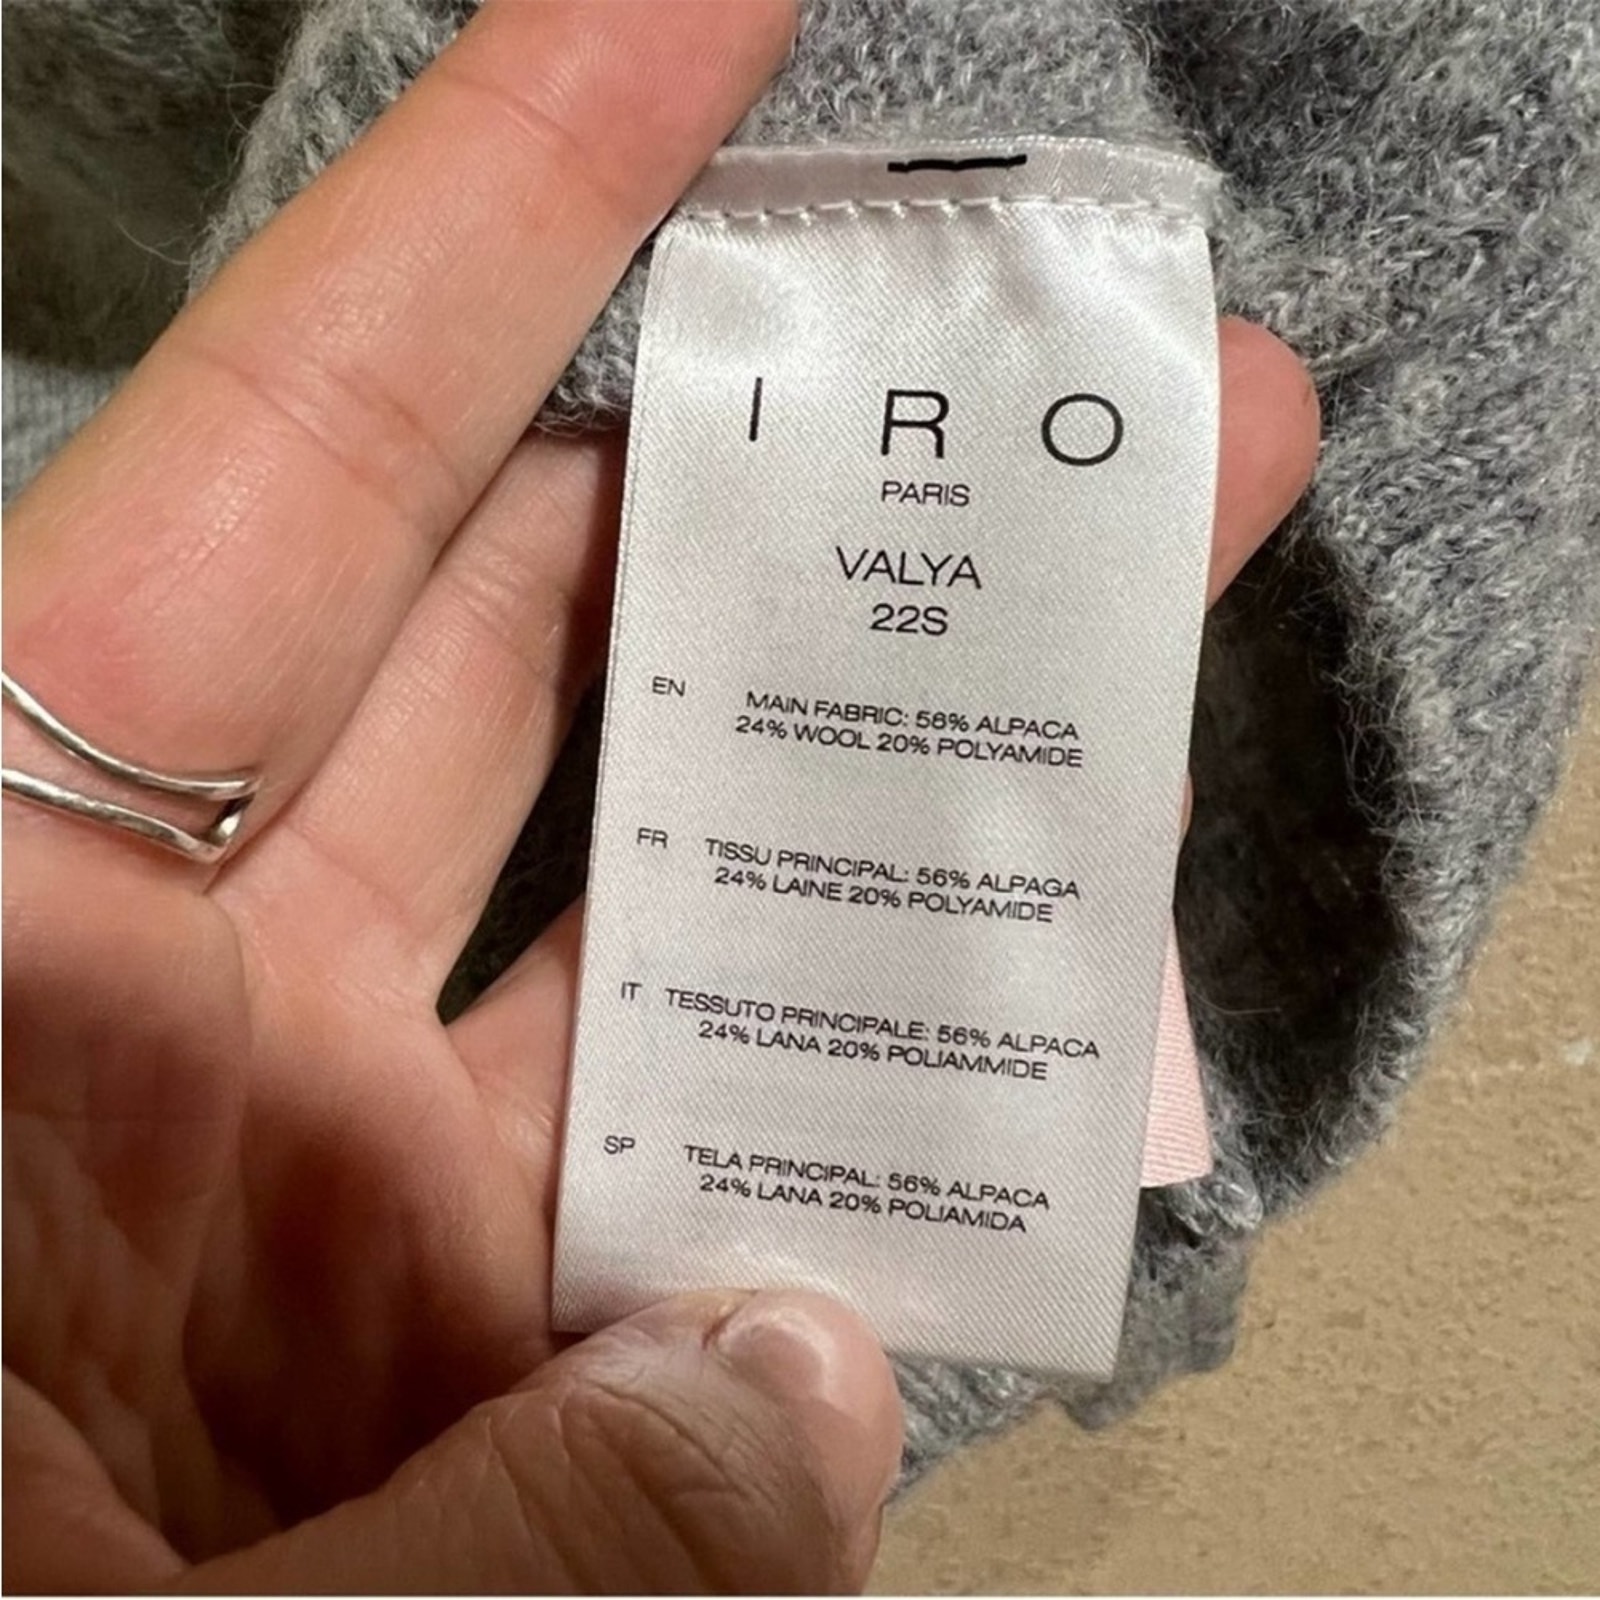 I R O
PARIS
VALYA
22S
EN MAIN FABRIC: 56% ALPACA
24% WOOL 20% POLYAMIDE
FR TISSU PRINCIPAL: 56% ALPAGA
24% LAINE 20% POLYAMIDE
IT TESSUTO PRINCIPALE: 56% ALPACA
24% LANA 20% POLIAMMIDE
SP TELA PRINCIPAL: 56% ALPACA
24% LANA 20% POLIAMIDA